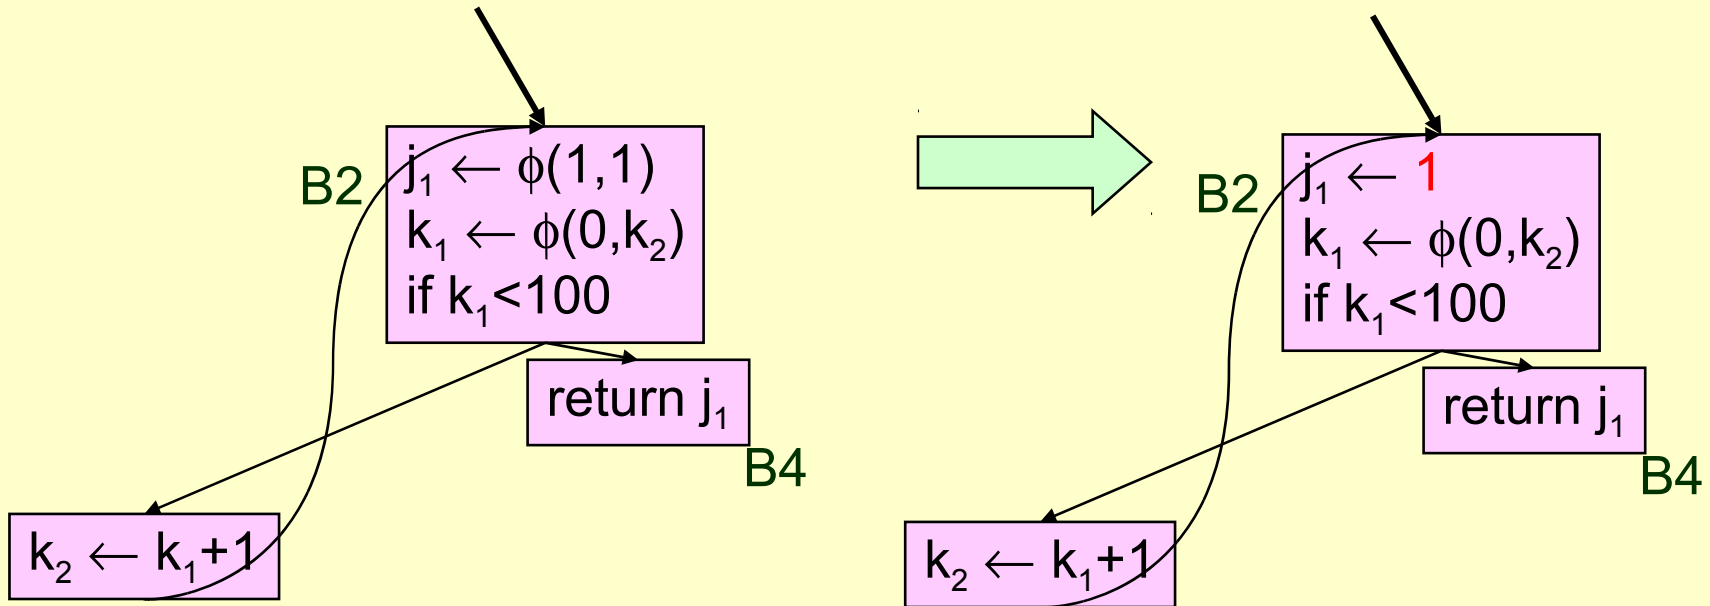 B2
j₁ ← ϕ(1,1)
k₁ ← ϕ(0,k₂)
if k₁<100
return j₁
B4
k₂ ← k₁+1
B2
j₁ ← 1
k₁ ← ϕ(0,k₂)
if k₁<100
return j₁
B4
k₂ ← k₁+1